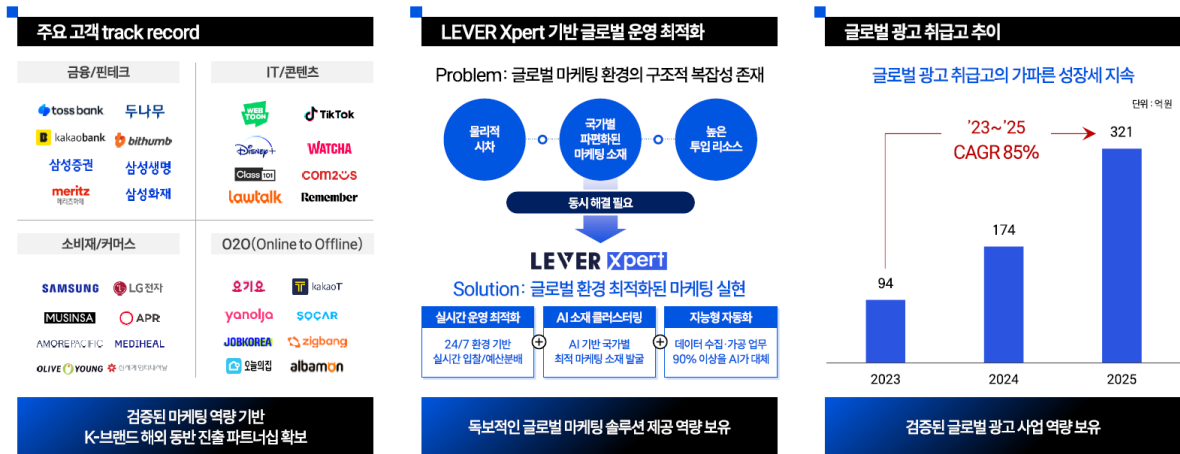 주요 고객 track record
금융/핀테크
toss bank
두나무
kakaobank
bithumb
삼성증권
삼성생명
meritz
메리츠화재
삼성화재
IT/콘텐츠
WEB
TOON
TikTok
Disney+
WATCHA
Class 101
com2us
lawtalk
Remember
소비재/커머스
SAMSUNG
LG전자
MUSINSA
APR
AMOREPACIFIC
MEDIHEAL
OLIVE YOUNG
신세계인터내셔날
O2O(Online to Offline)
요기요
T
kakao T
yanolja
SOCAR
JOBKOREA
zigbang
오늘의집
albamon
검증된 마케팅 역량 기반
K-브랜드 해외 동반 진출 파트너십 확보
LEVER Xpert 기반 글로벌 운영 최적화
Problem: 글로벌 마케팅 환경의 구조적 복잡성 존재
물리적
시차
국가별
파편화된
마케팅 소재
높은
투입 리소스
동시 해결 필요
LEVER Xpert
Solution: 글로벌 환경 최적화된 마케팅 실현
실시간 운영 최적화
24/7 환경 기반
실시간 입찰/예산분배
AI 소재 클러스터링
AI 기반 국가별
최적 마케팅 소재 발굴
지능형 자동화
데이터 수집·가공 업무
90% 이상을 AI가 대체
독보적인 글로벌 마케팅 솔루션 제공 역량 보유
글로벌 광고 취급고 추이
글로벌 광고 취급고의 가파른 성장세 지속
단위 : 억 원
'23~'25
CAGR 85%
94
174
321
2023
2024
2025
검증된 글로벌 광고 사업 역량 보유